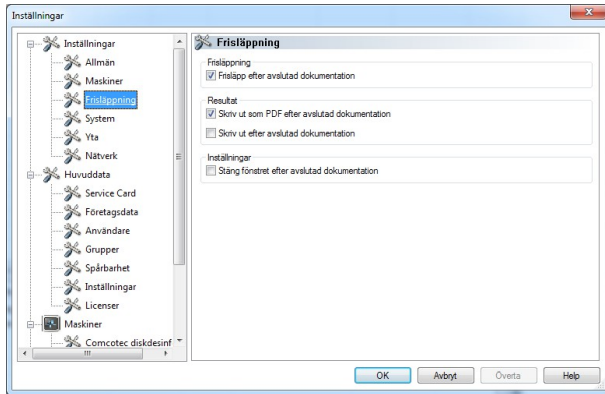 Inställningar
Inställningar
Allmän
Maskiner
Frisläppning
System
Yta
Nätverk
Huvuddata
Service Card
Företagsdata
Användare
Grupper
Spårbarhet
Inställningar
Licenser
Maskiner
Comcotec diskdesinf
Frisläppning
Frisläppning
Frisläpp efter avslutad dokumentation
Resultat
Skriv ut som PDF efter avslutad dokumentation
Skriv ut efter avslutad dokumentation
Inställningar
Stäng fönstret efter avslutad dokumentation
OK Avbryt Överta Help